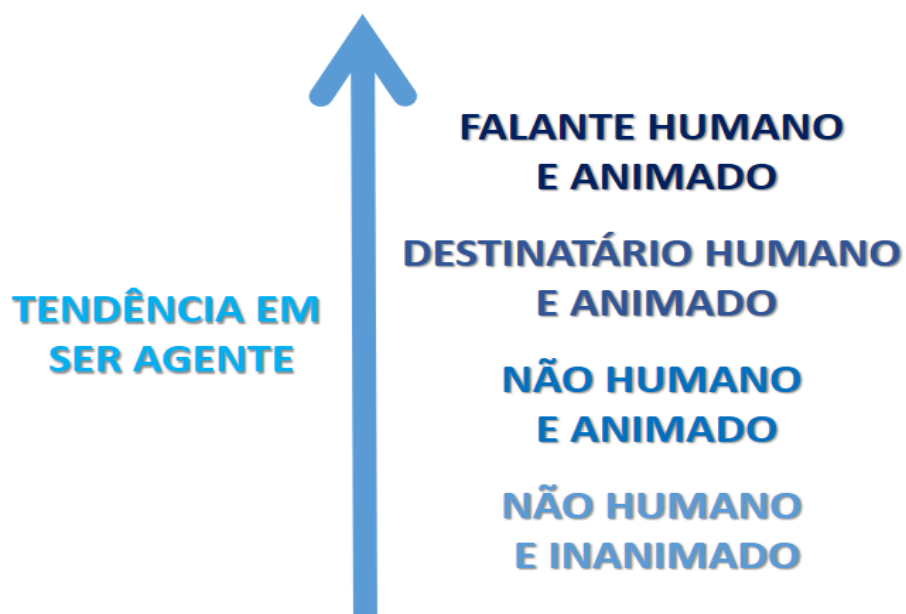 FALANTE HUMANO
E ANIMADO
DESTINATÁRIO HUMANO
E ANIMADO
TENDÊNCIA EM
SER AGENTE
NÃO HUMANO
E ANIMADO
NÃO HUMANO
E INANIMADO